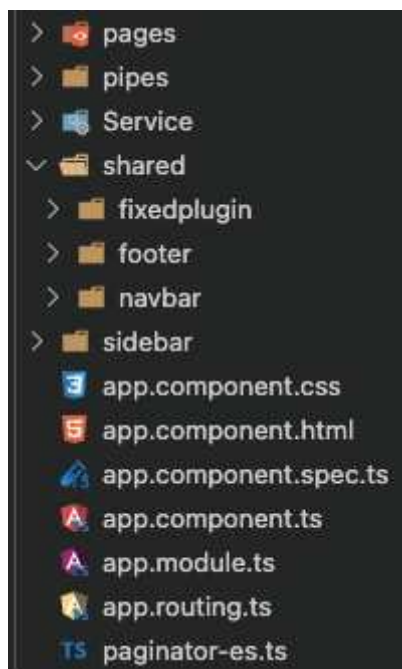 pages
pipes
Service
shared
fixedplugin
footer
navbar
sidebar
app.component.css
app.component.html
app.component.spec.ts
app.component.ts
app.module.ts
app.routing.ts
TS paginator-es.ts